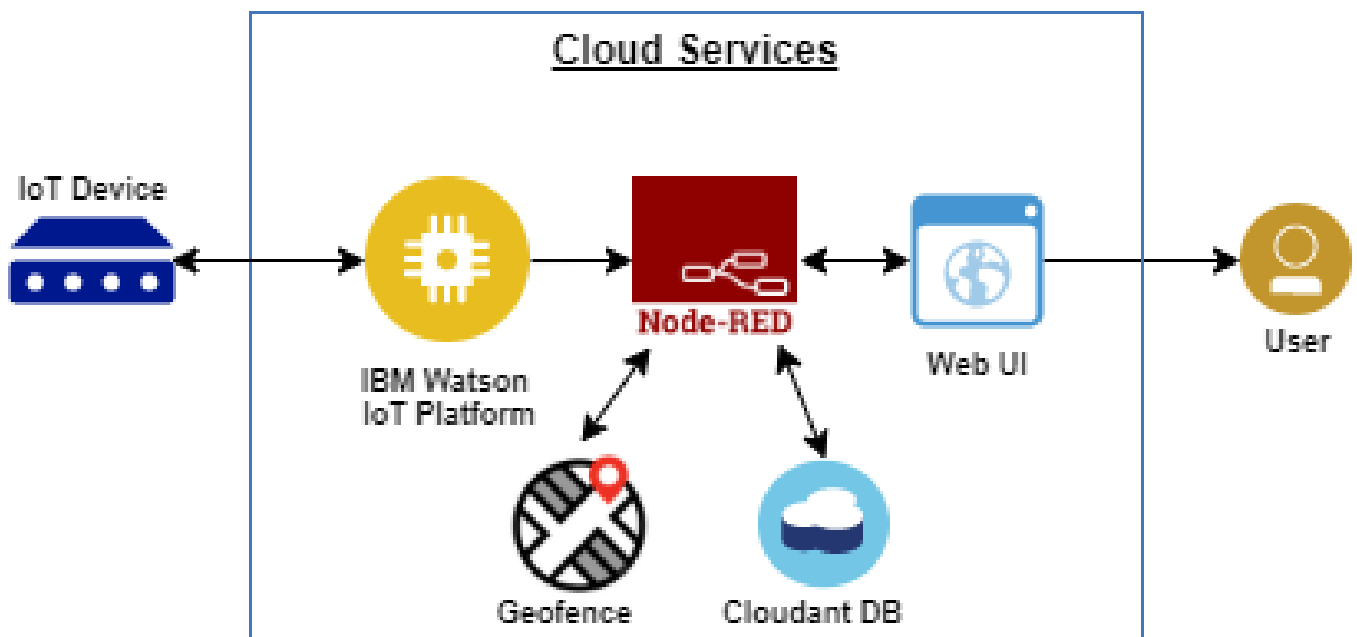 Cloud Services
IoT Device
IBM Watson
IoT Platform
Node-RED
Web UI
User
Geofence
Cloudant DB